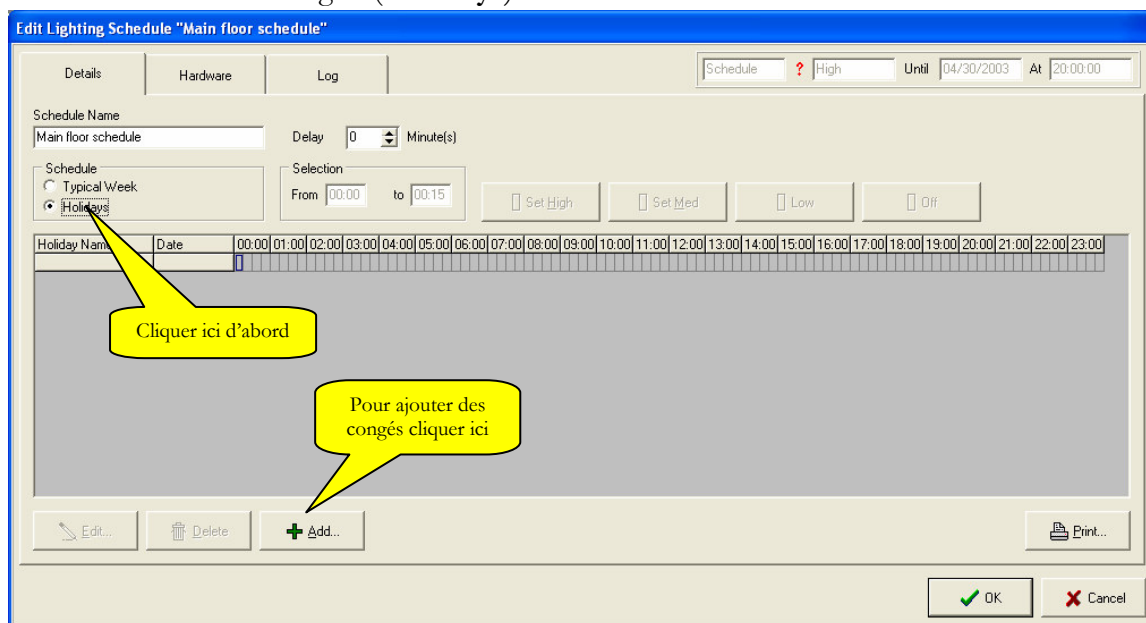 Edit Lighting Schedule "Main floor schedule"
Details Hardware Log Schedule ? High Until 04/30/2003 At 20:00:00
Schedule Name
Main floor schedule Delay 0 Minute(s)
Schedule Selection
Typical Week
Holidays
From 00:00 to 00:15 Set High Set Med Low Off
Holiday Name Date 00:00 01:00 02:00 03:00 04:00 05:00 06:00 07:00 08:00 09:00 10:00 11:00 12:00 13:00 14:00 15:00 16:00 17:00 18:00 19:00 20:00 21:00 22:00 23:00
Cliquer ici d'abord
Pour ajouter des
congés cliquer ici
Edit... Delete Add... Print...
OK Cancel